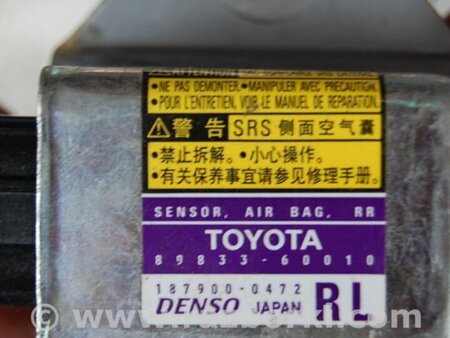 •NE PAS DEMONTER. •MANIPULER AVEC PRECAUTION.
•POUR L'ENTRETIEN, VOIR LE MANUEL DE REPARATION.
⚠警告 SRS 侧面空气囊
•禁止拆解。•小心操作。
•有关保养事宜请参见修理手册.
SENSOR, AIR BAG, RR
TOYOTA
89833-60010
187900-0472
DENSO JAPAN RL